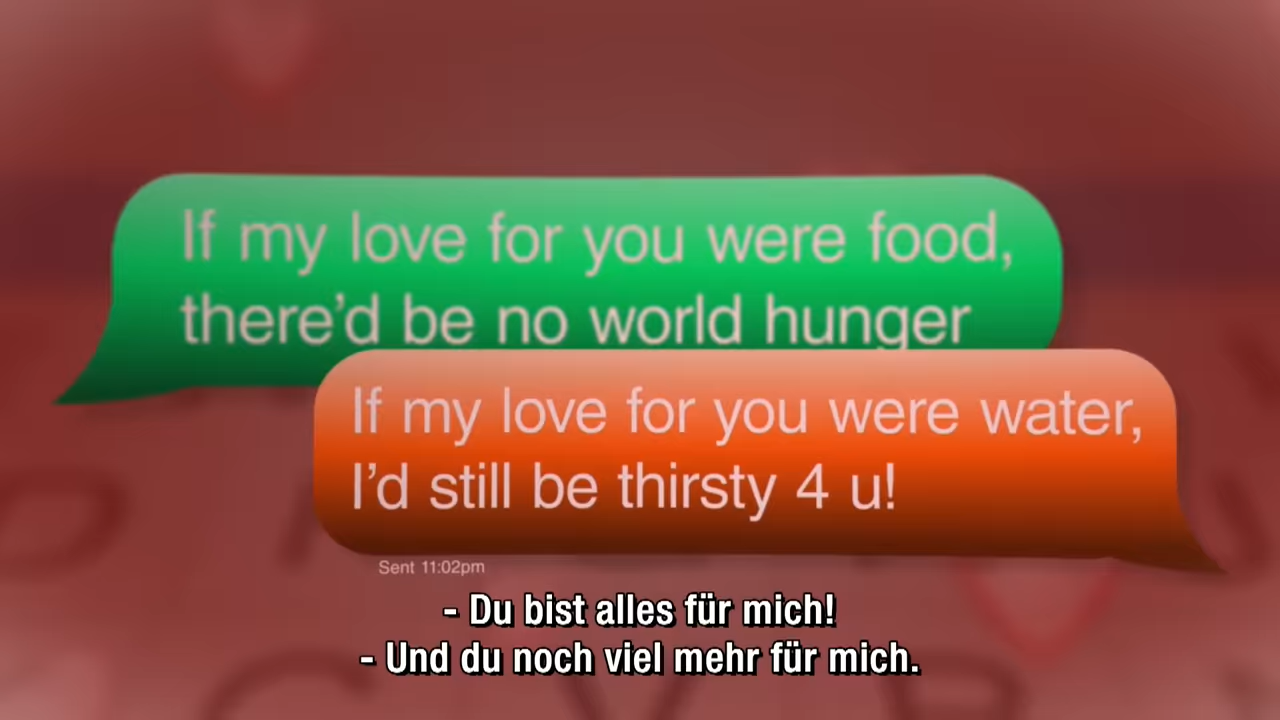 If my love for you were food,
there'd be no world hunger
If my love for you were water,
I'd still be thirsty 4 u!
Sent 11:02pm
- Du bist alles für mich!
- Und du noch viel mehr für mich.